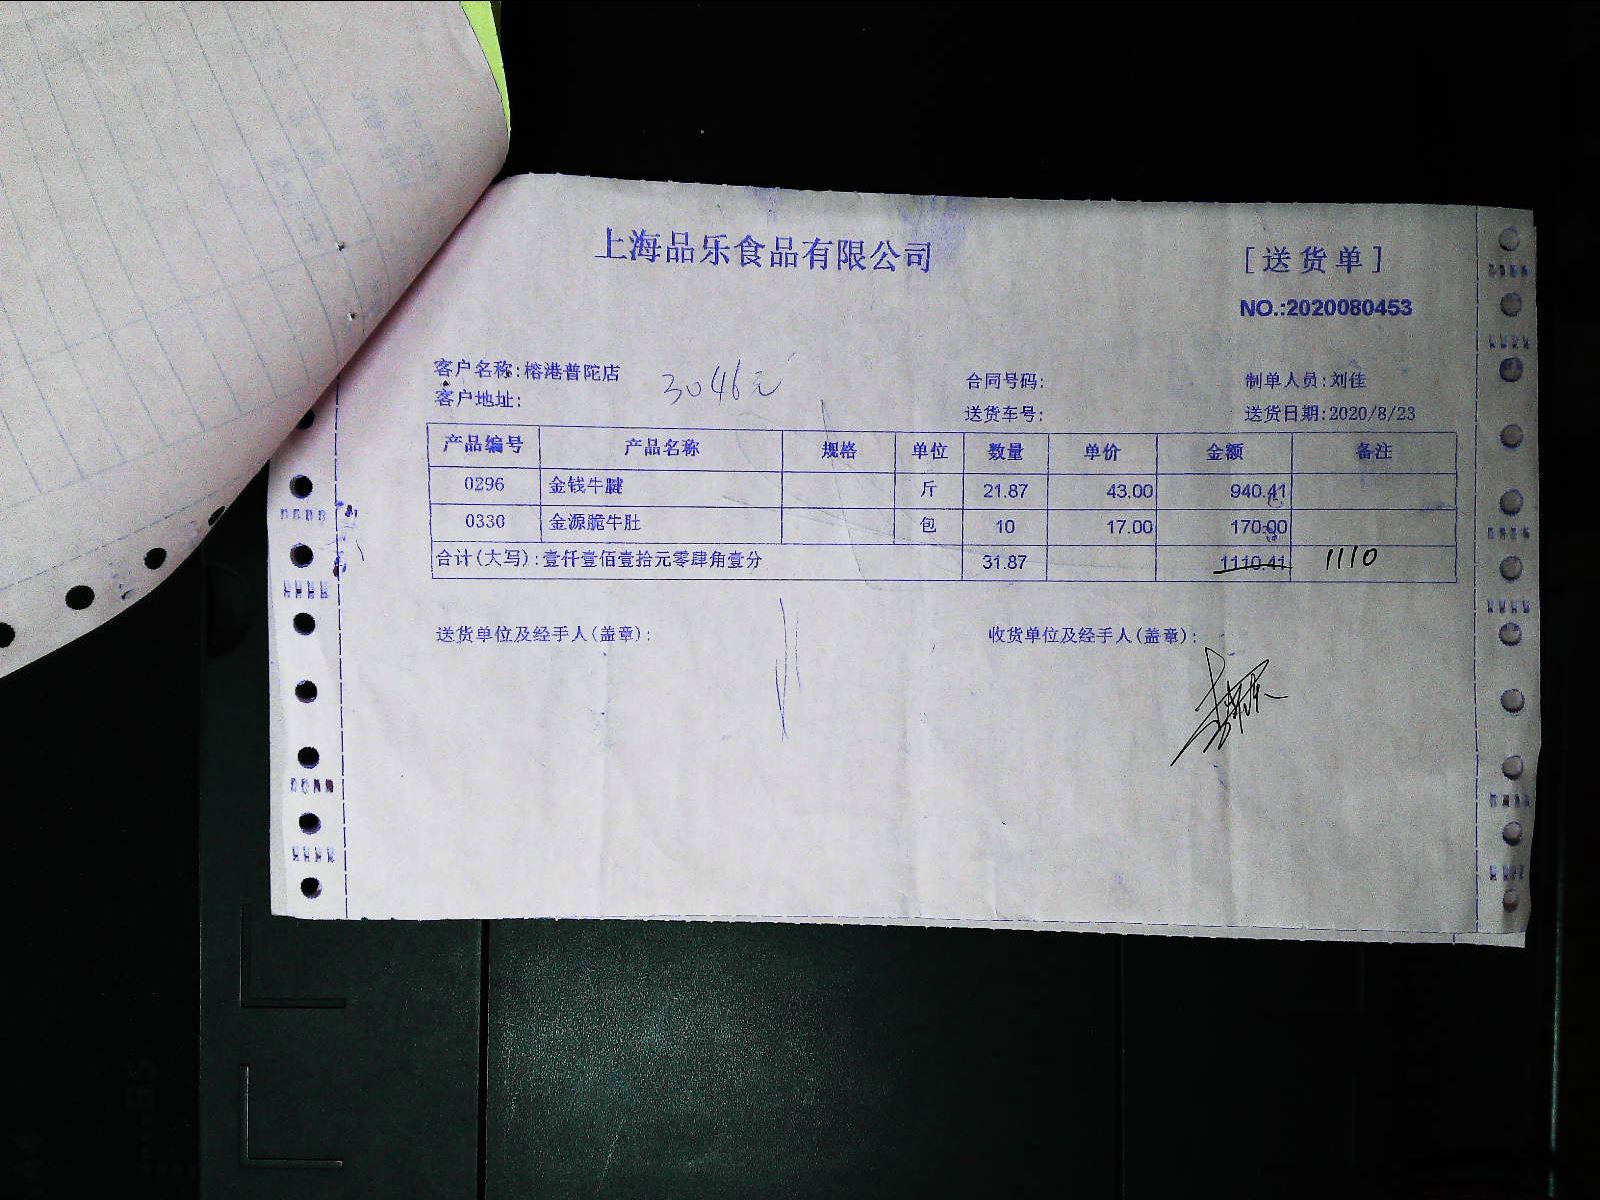 上海品乐食品有限公司
[送货单]
NO.:2020080453
客户名称:榕港普陀店 3046元 合同号码: 制单人员:刘佳
客户地址: 送货车号: 送货日期:2020/8/23
产品编号 产品名称 规格 单位 数量 单价 金额 备注
0296 金钱牛腱 斤 21.87 43.00 940.41
0330 金源脆牛肚 包 10 17.00 170.00
合计(大写):壹仟壹佰壹拾元零肆角壹分 31.87 1110.41 1110
送货单位及经手人(盖章): 收货单位及经手人(盖章):